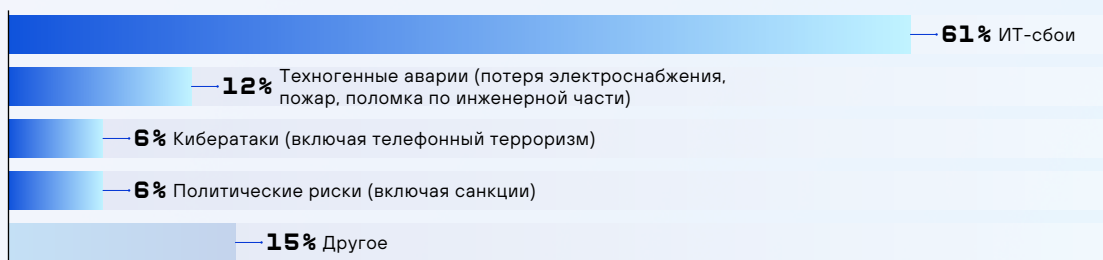 61% ИТ-сбои
12% Техногенные аварии (потеря электроснабжения,
пожар, поломка по инженерной части)
6% Кибератаки (включая телефонный терроризм)
6% Политические риски (включая санкции)
15% Другое